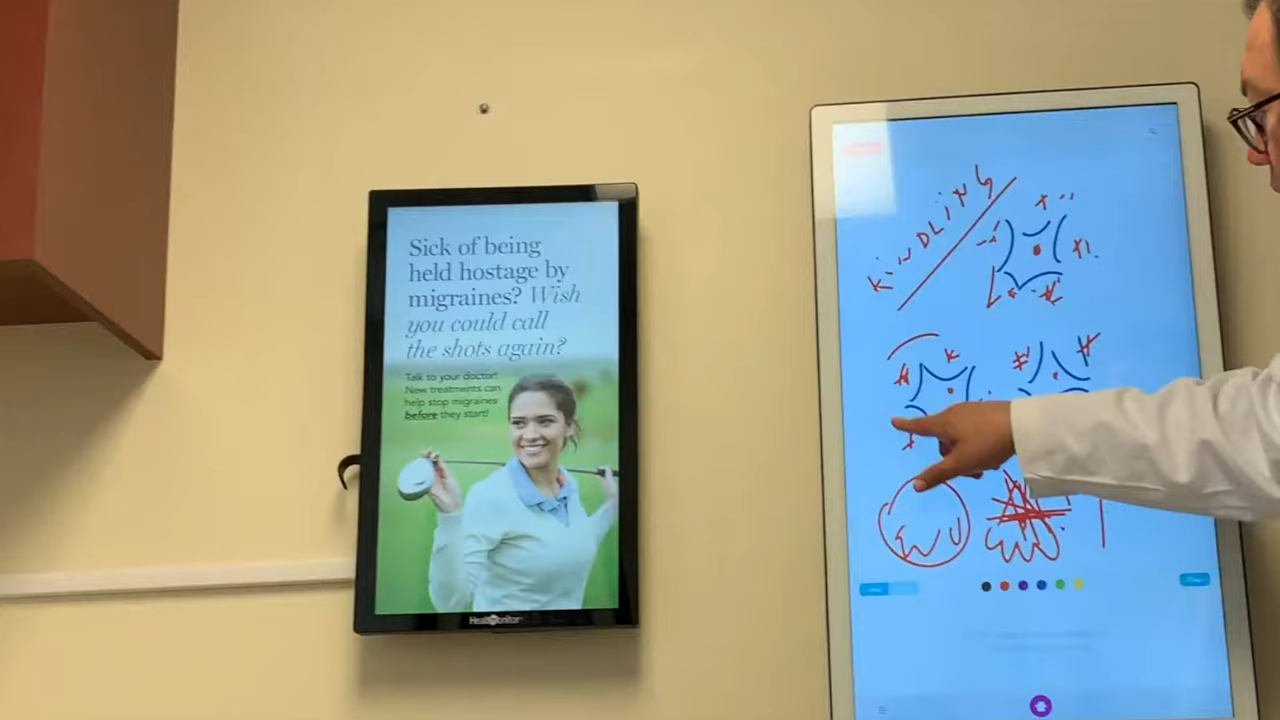 Sick of being
held hostage by
migraines? Wish
you could call
the shots again?
Talk to your doctor!
New treatments can
help stop migraines
before they start!
KiNDLiNG